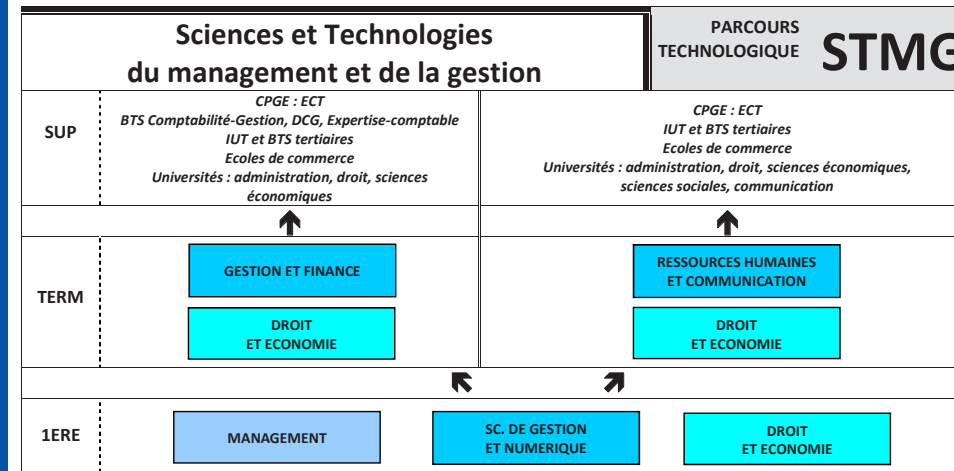 Sciences et Technologies
du management et de la gestion
PARCOURS
TECHNOLOGIQUE
STMG
SUP
CPGE : ECT
BTS Comptabilité-Gestion, DCG, Expertise-comptable
IUT et BTS tertiaires
Ecoles de commerce
Universités : administration, droit, sciences
économiques
CPGE : ECT
IUT et BTS tertiaires
Ecoles de commerce
Universités : administration, droit, sciences économiques,
sciences sociales, communication
TERM
GESTION ET FINANCE
DROIT
ET ECONOMIE
RESSOURCES HUMAINES
ET COMMUNICATION
DROIT
ET ECONOMIE
1ERE
MANAGEMENT
SC. DE GESTION
ET NUMERIQUE
DROIT
ET ECONOMIE